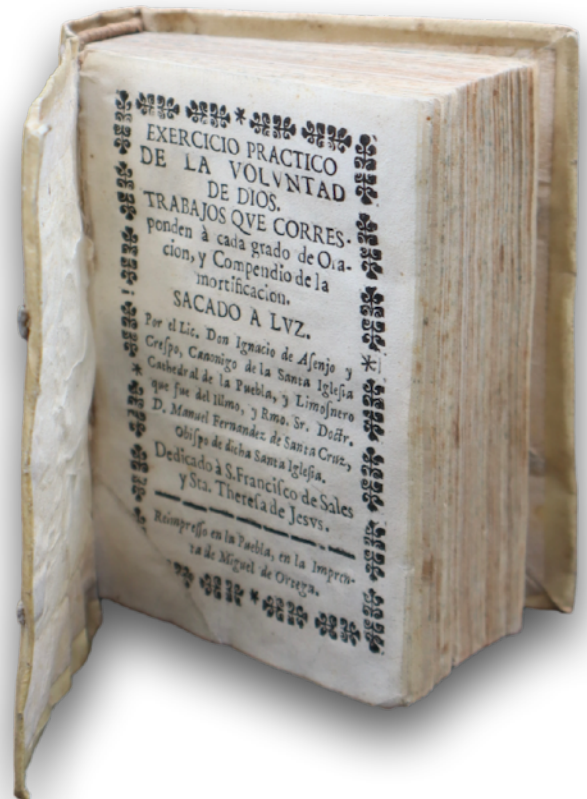 EXERCICIO PRACTICO
DE LA VOLVNTAD
DE DIOS.
TRABAJOS QVE CORRES-
ponden à cada grado de Ora-
cion, y Compendio de la
mortificacion.
SACADO A LVZ.
Por el Lic. Don Ignacio de Asenjo y
Crespo, Canonigo de la Santa Iglesia
Cathedral de la Puebla, y Limosnero
que fue del Illmo, y Rmo. Sr. Doctr.
D. Manuel Fernandez de Santa Cruz,
Obispo de dicha Santa Iglesia.
Dedicado à S. Francisco de Sales
y Sta. Theresa de Jesvs.
Reimpresso en la Puebla, en la Impren-
ta de Miguel de Ortega.